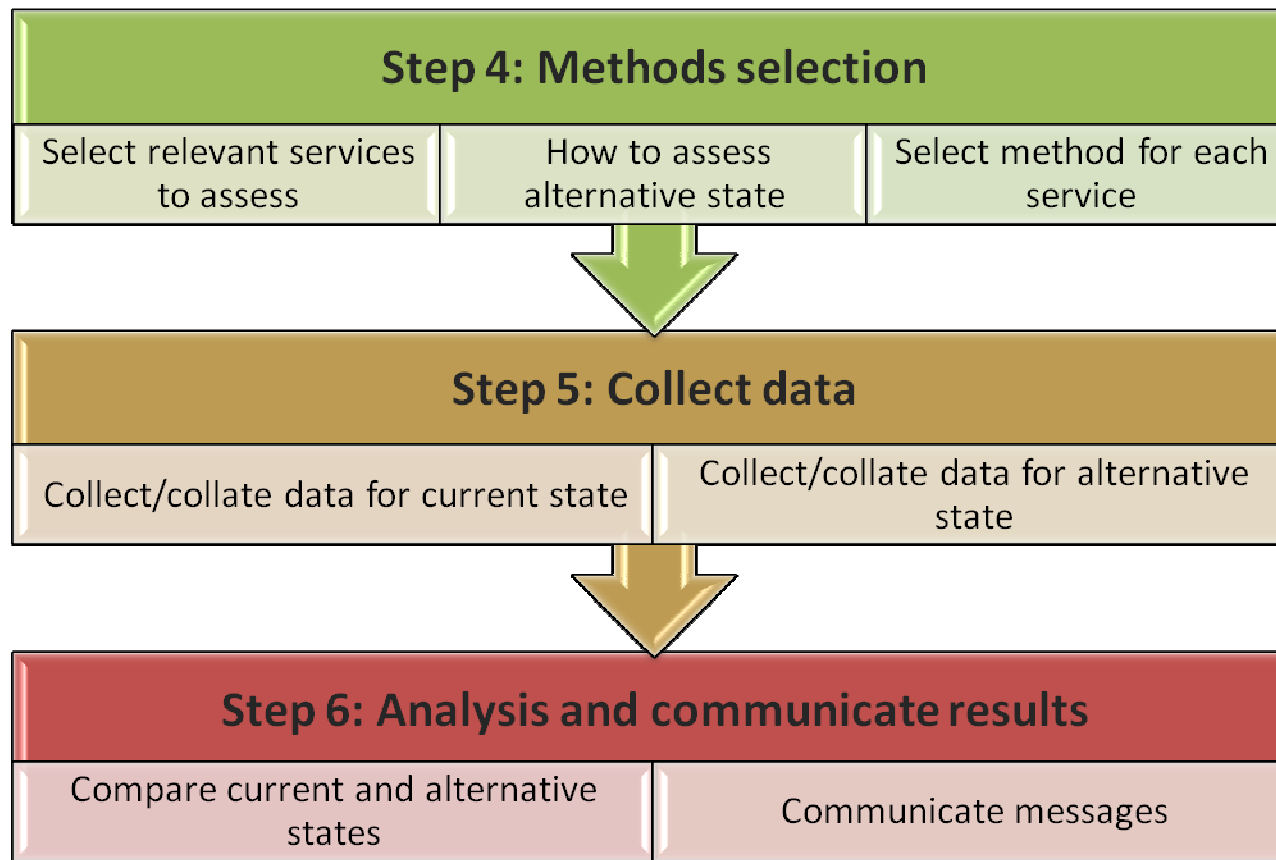 Step 4: Methods selection
Select relevant services
to assess
How to assess
alternative state
Select method for each
service
Step 5: Collect data
Collect/collate data for current state
Collect/collate data for alternative
state
Step 6: Analysis and communicate results
Compare current and alternative
states
Communicate messages